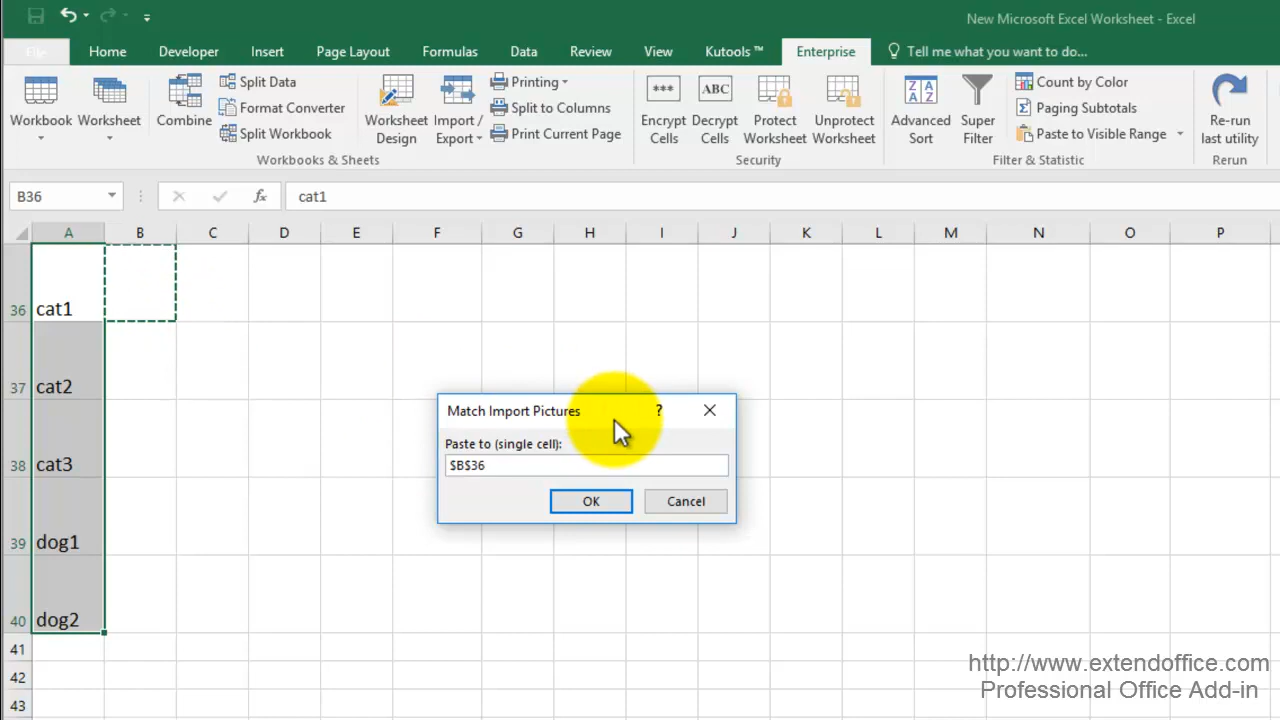 New Microsoft Excel Worksheet - Excel
File Home Developer Insert Page Layout Formulas Data Review View Kutools ™ Enterprise Tell me what you want to do...
Workbook
Worksheet
Combine
Split Data
Format Converter
Split Workbook
Workbooks & Sheets
Worksheet
Design
Import /
Export
Printing
Split to Columns
Print Current Page
***
Encrypt
Cells
ABC
Decrypt
Cells
Protect
Worksheet
Unprotect
Worksheet
Security
Z A
A Z
Advanced
Sort
Super
Filter
Count by Color
Paging Subtotals
Paste to Visible Range
Filter & Statistic
Re-run
last utility
Rerun
B36 fx cat1
A B C D E F G H I J K L M N O P
36 cat1
37 cat2
38 cat3
39 dog1
40 dog2
41
42
43
Match Import Pictures ?
Paste to (single cell):
$B$36
OK Cancel
http://www.extendoffice.com
Professional Office Add-in